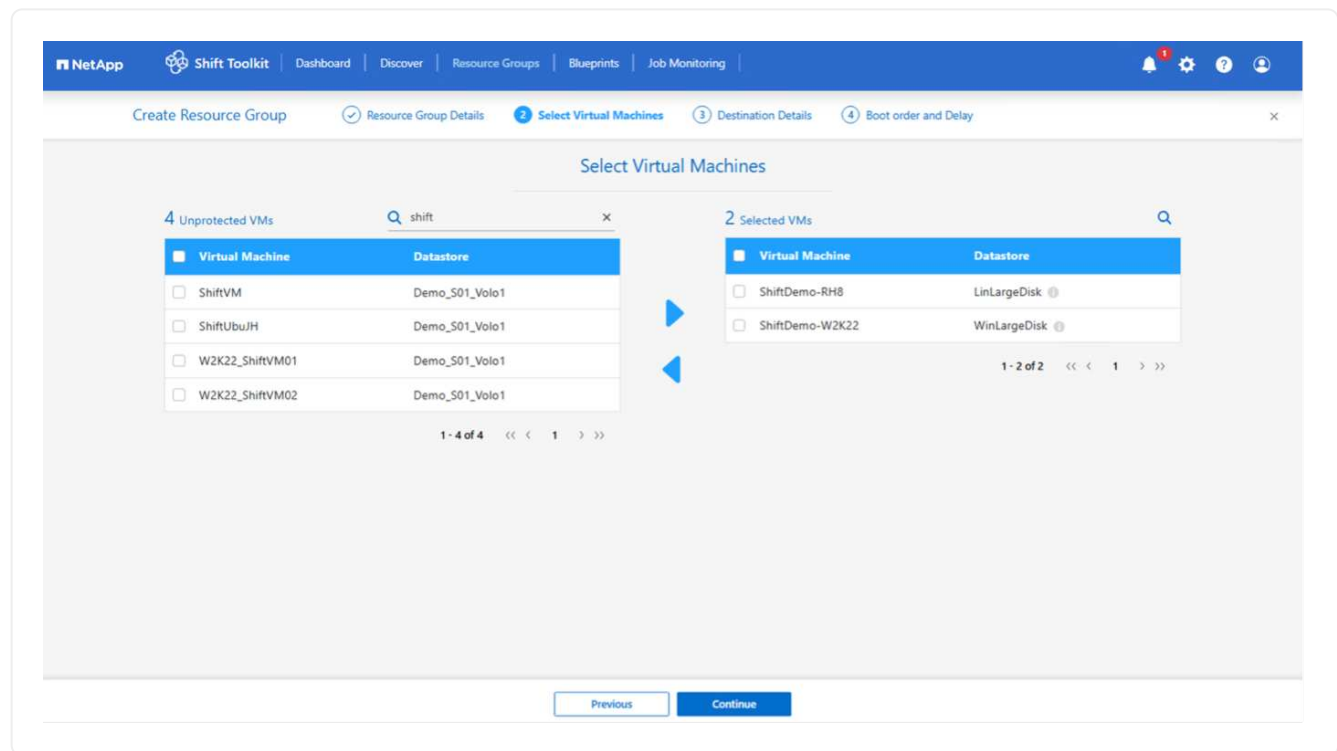 NetApp Shift Toolkit Dashboard Discover Resource Groups Blueprints Job Monitoring 1 ?
Create Resource Group Resource Group Details 2 Select Virtual Machines 3 Destination Details 4 Boot order and Delay ×
Select Virtual Machines
4 Unprotected VMs shift × 2 Selected VMs
Virtual Machine Datastore Virtual Machine Datastore
ShiftVM Demo_S01_Volo1 ShiftDemo-RH8 LinLargeDisk
ShiftUbuJH Demo_S01_Volo1 ShiftDemo-W2K22 WinLargeDisk
W2K22_ShiftVM01 Demo_S01_Volo1 1 - 2 of 2 << < 1 > >>
W2K22_ShiftVM02 Demo_S01_Volo1
1 - 4 of 4 << < 1 > >>
Previous Continue